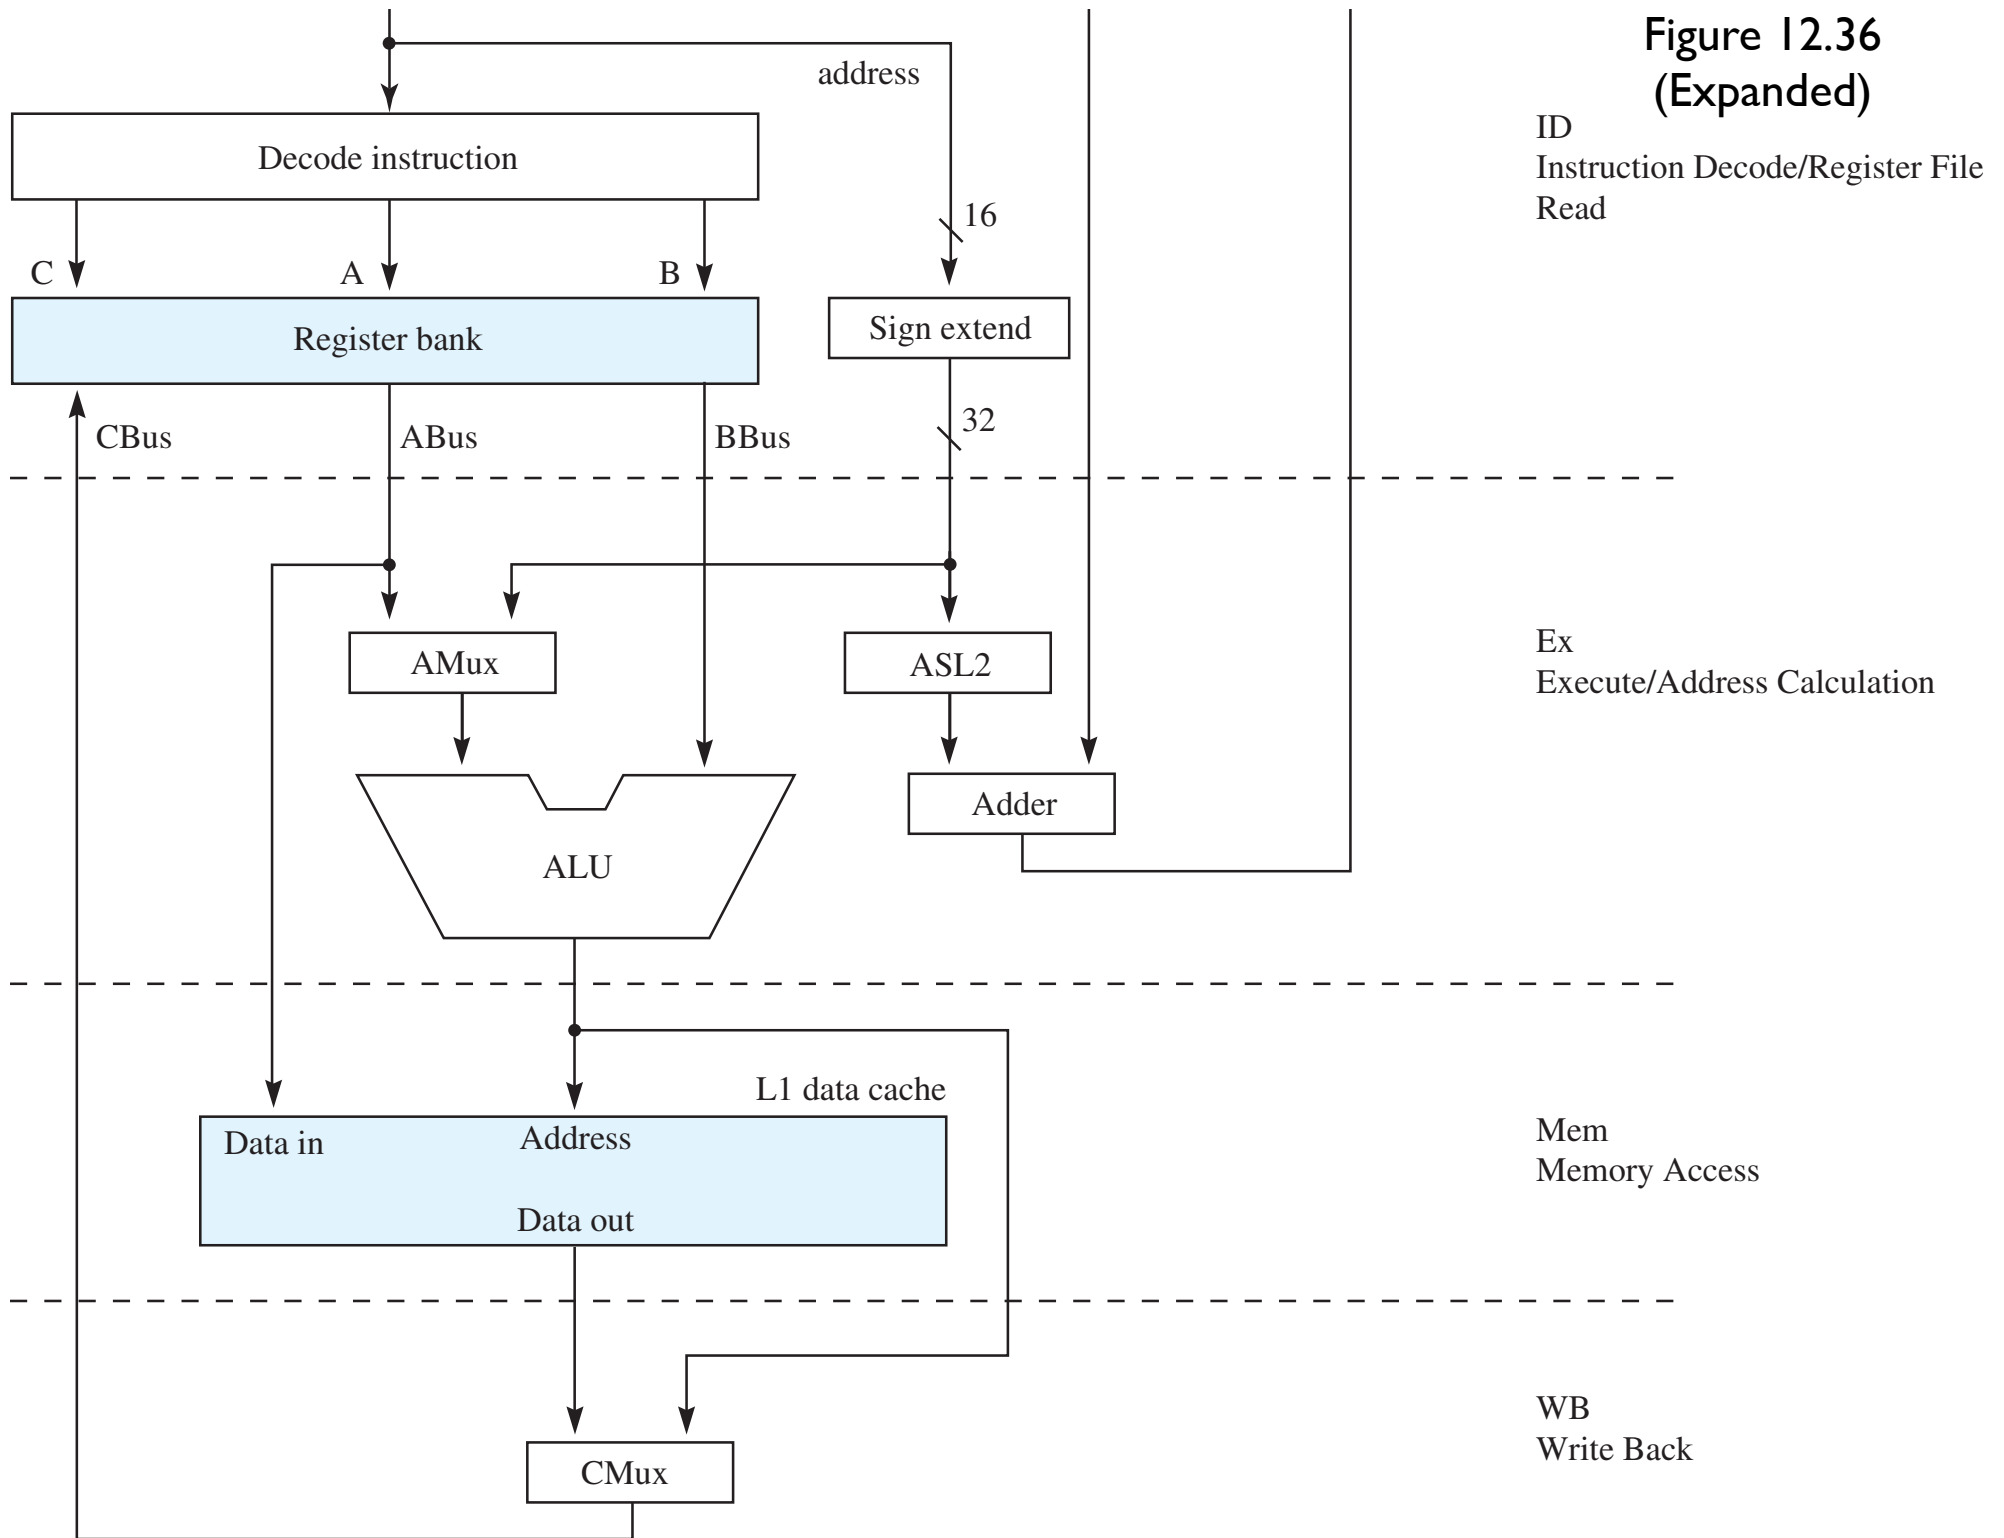 Figure 12.36
(Expanded)
address
ID
Instruction Decode/Register File
Read
Decode instruction
16
C
A
B
Register bank
Sign extend
CBus
ABus
BBus
32
AMux
ASL2
Ex
Execute/Address Calculation
Adder
ALU
L1 data cache
Data in
Address
Data out
Mem
Memory Access
WB
Write Back
CMux